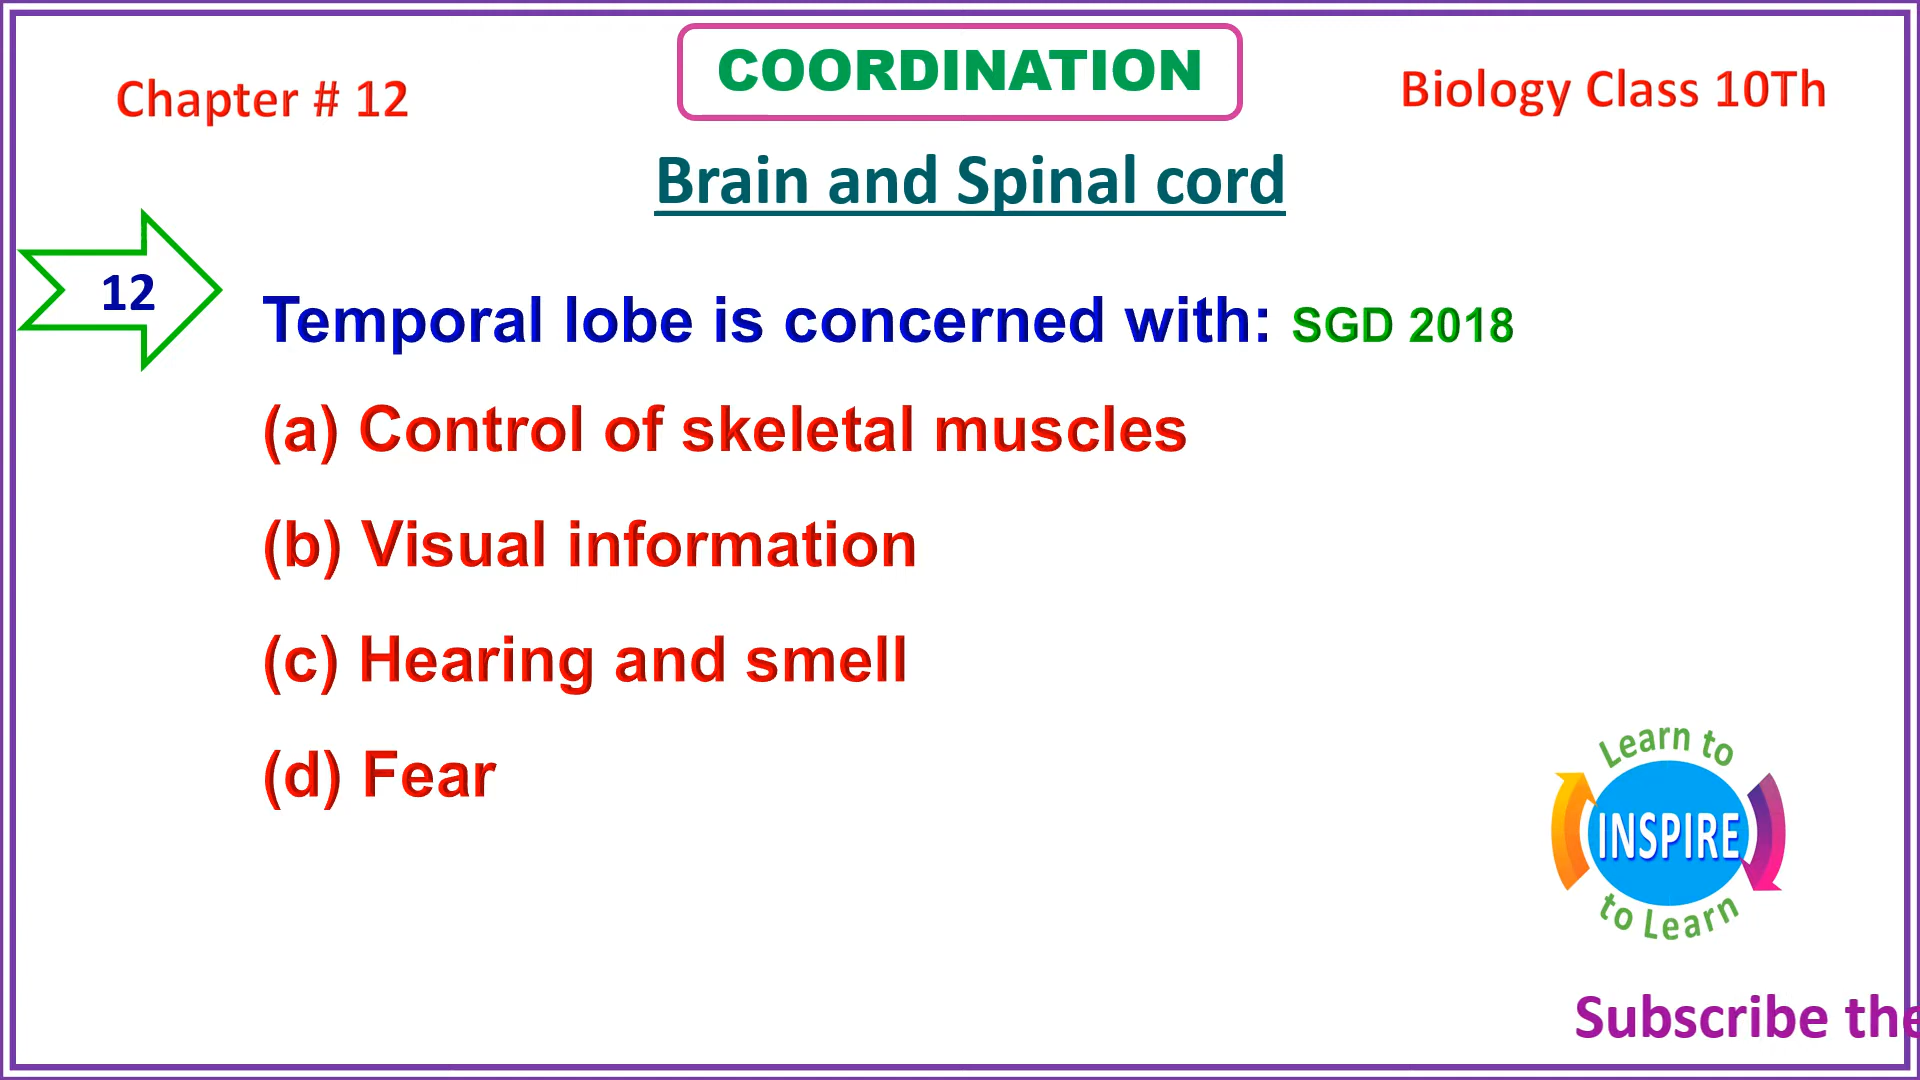 COORDINATION
Chapter # 12
Biology Class 10Th
Brain and Spinal cord
12
Temporal lobe is concerned with: SGD 2018
(a) Control of skeletal muscles
(b) Visual information
(c) Hearing and smell
(d) Fear
Learn to
INSPIRE
to Learn
Subscribe the